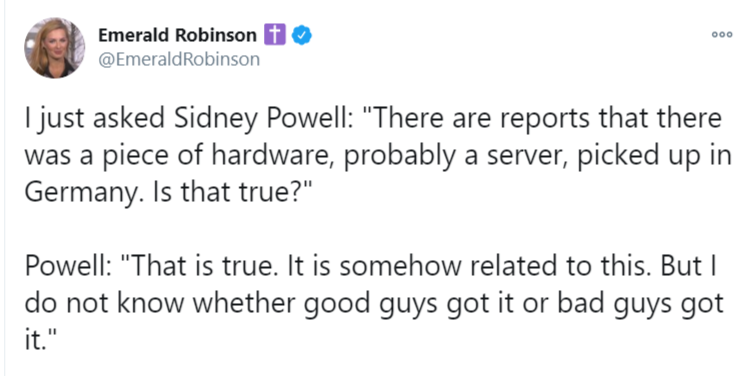 Emerald Robinson ✝️
@EmeraldRobinson
I just asked Sidney Powell: "There are reports that there
was a piece of hardware, probably a server, picked up in
Germany. Is that true?"
Powell: "That is true. It is somehow related to this. But I
do not know whether good guys got it or bad guys got
it."